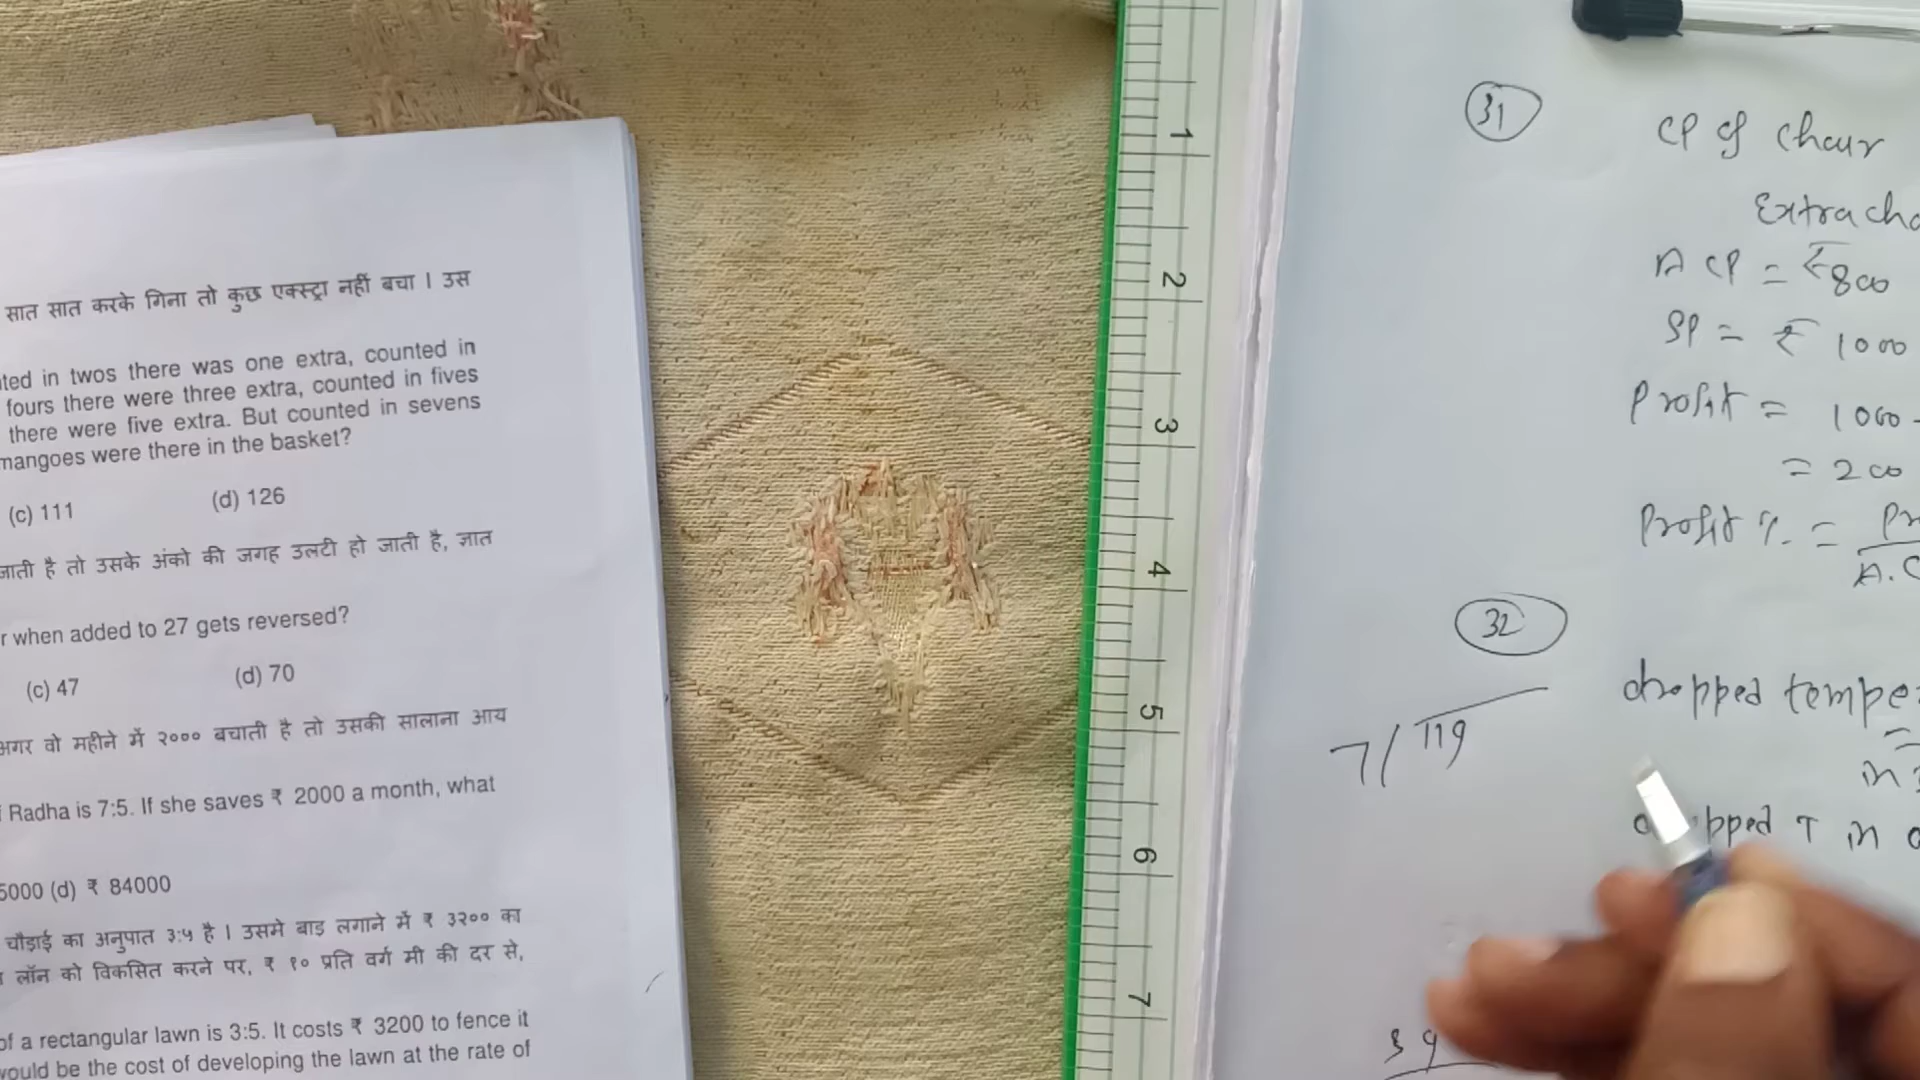 सात सात करके गिना तो कुछ एक्स्ट्रा नहीं बचा । उस
ted in twos there was one extra, counted in
fours there were three extra, counted in fives
there were five extra. But counted in sevens
mangoes were there in the basket?
(c) 111 (d) 126
जाती है तो उसके अंको की जगह उलटी हो जाती है, ज्ञात
r when added to 27 gets reversed?
(c) 47 (d) 70
अगर वो महीने में २००० बचाती है तो उसकी सालाना आय
Radha is 7:5. If she saves ₹ 2000 a month, what
5000 (d) ₹ 84000
चौड़ाई का अनुपात ३:५ है । उसमे बाड़ लगाने में ₹ ३२०० का
लॉन को विकसित करने पर, ₹ १० प्रति वर्ग मी की दर से,
of a rectangular lawn is 3:5. It costs ₹ 3200 to fence it
would be the cost of developing the lawn at the rate of
1
2
3
4
5
6
7
31
CP of chair
Extra cha
A CP = ₹800
SP = ₹ 1000
Profit = 1000 -
= 200
Profit % = Pr
A.C
32
dropped tempe
=
in
7/119
pped T in
39